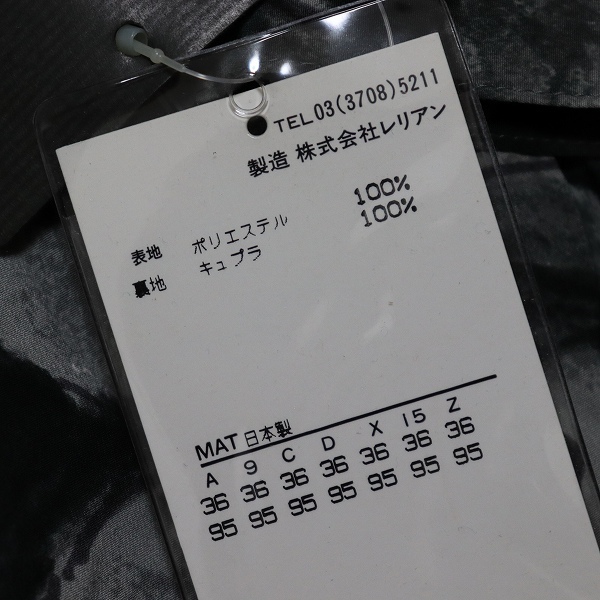 TEL03(3708)5211
製造 株式会社レリアン
表地 ポリエステル 100%
裏地 キュプラ 100%
MAT 日本製
A 9 C D X 15 Z
36 36 36 36 36 36 36
95 95 95 95 95 95 95